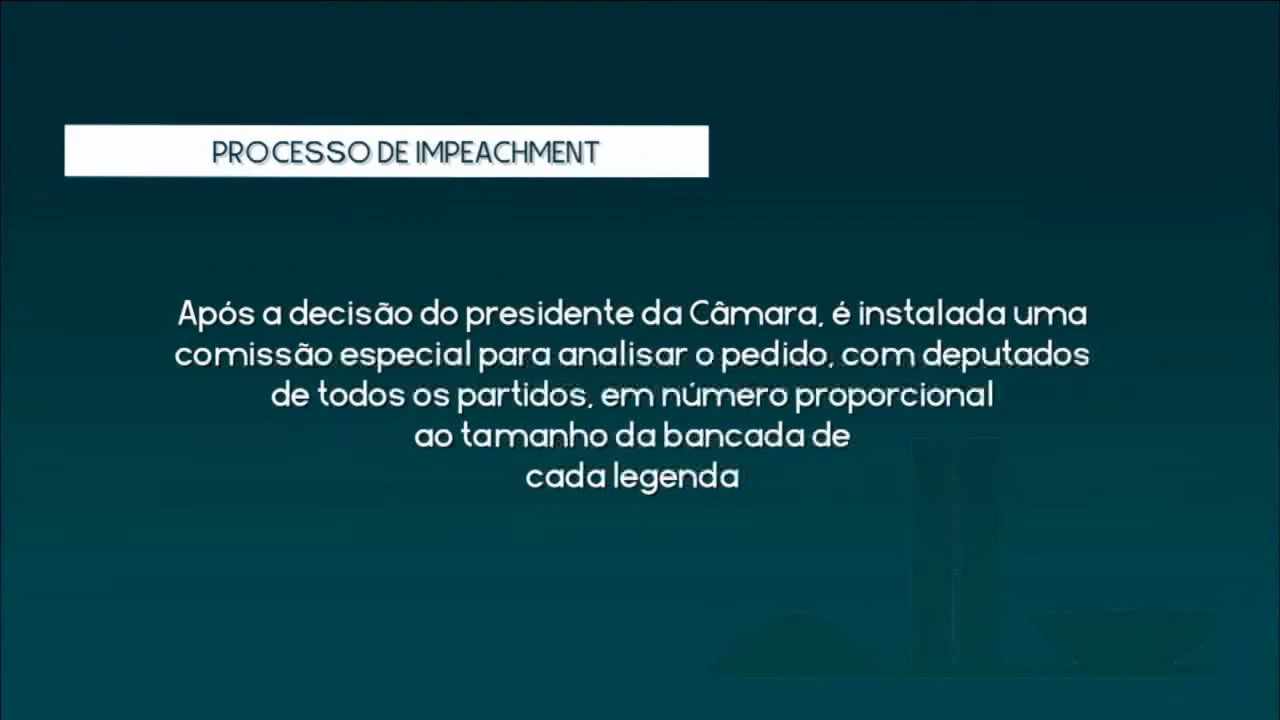 PROCESSO DE IMPEACHMENT
Após a decisão do presidente da Câmara, é instalada uma
comissão especial para analisar o pedido, com deputados
de todos os partidos, em número proporcional
ao tamanho da bancada de
cada legenda